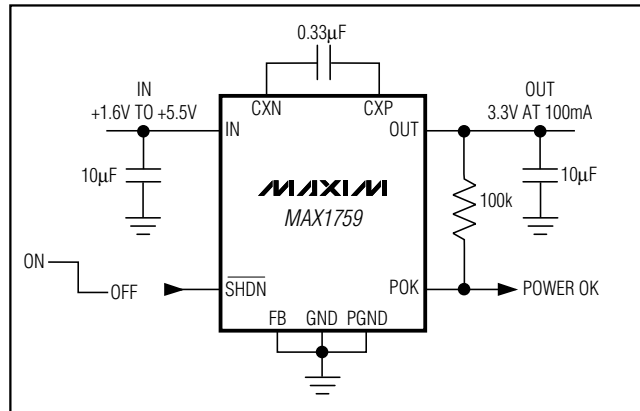 0.33µF
IN
+1.6V TO +5.5V
OUT
3.3V AT 100mA
CXN
CXP
IN
OUT
10µF
MAXIM
MAX1759
100k
10µF
ON
OFF
SHDN
POK
POWER OK
FB
GND
PGND